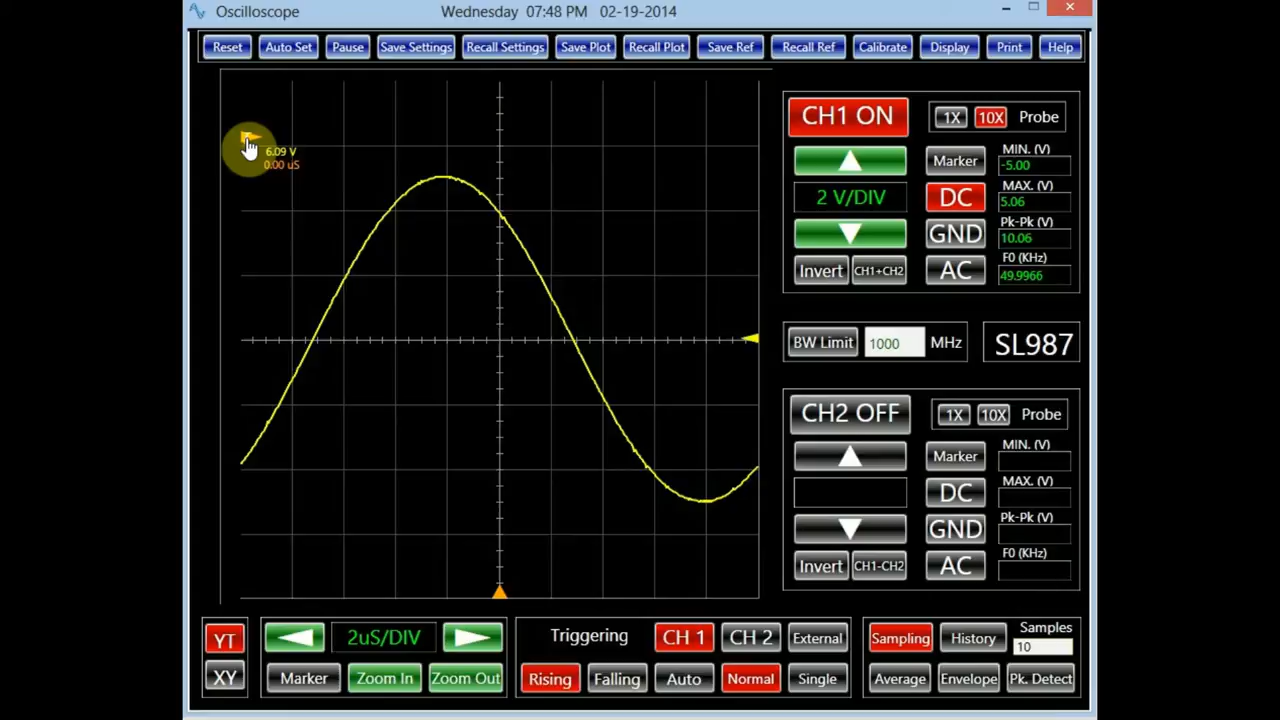 Oscilloscope Wednesday 07:48 PM 02-19-2014
Reset Auto Set Pause Save Settings Recall Settings Save Plot Recall Plot Save Ref Recall Ref Calibrate Display Print Help
6.09 V
0.00 uS
CH1 ON 1X 10X Probe
MIN. (V)
Marker -5.00
MAX. (V)
2 V/DIV DC 5.06
Pk-Pk (V)
GND 10.06
F0 (KHz)
Invert CH1+CH2 AC 49.9966
BW Limit 1000 MHz SL987
CH2 OFF 1X 10X Probe
MIN. (V)
Marker
MAX. (V)
DC
Pk-Pk (V)
GND
F0 (KHz)
Invert CH1-CH2 AC
YT 2uS/DIV Triggering CH 1 CH 2 External Sampling History Samples
10
XY Marker Zoom In Zoom Out Rising Falling Auto Normal Single Average Envelope Pk. Detect